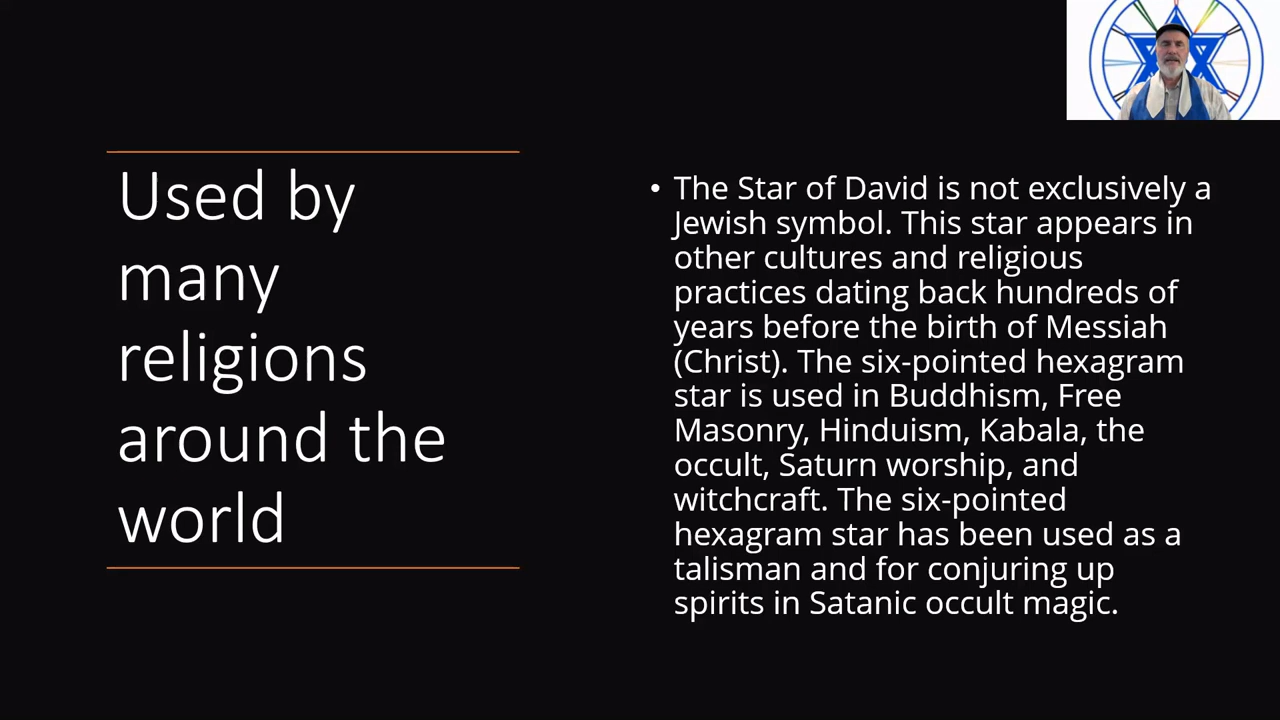 Used by
many
religions
around the
world
• The Star of David is not exclusively a
Jewish symbol. This star appears in
other cultures and religious
practices dating back hundreds of
years before the birth of Messiah
(Christ). The six-pointed hexagram
star is used in Buddhism, Free
Masonry, Hinduism, Kabala, the
occult, Saturn worship, and
witchcraft. The six-pointed
hexagram star has been used as a
talisman and for conjuring up
spirits in Satanic occult magic.